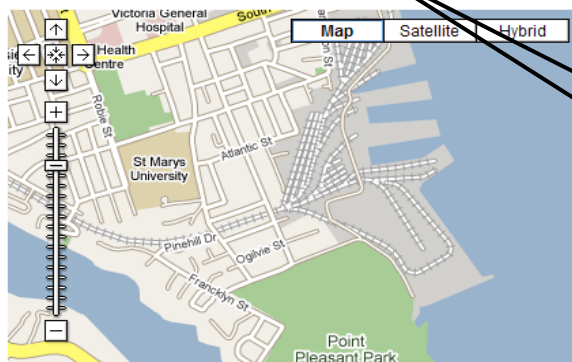 Victoria General
Hospital
South
Map
Satellite
Hybrid
Health
Centre
Robie St
Atlantic St
St Marys
University
Pinehill Dr
Ogilvie St
Francklyn St
Point
Pleasant Park